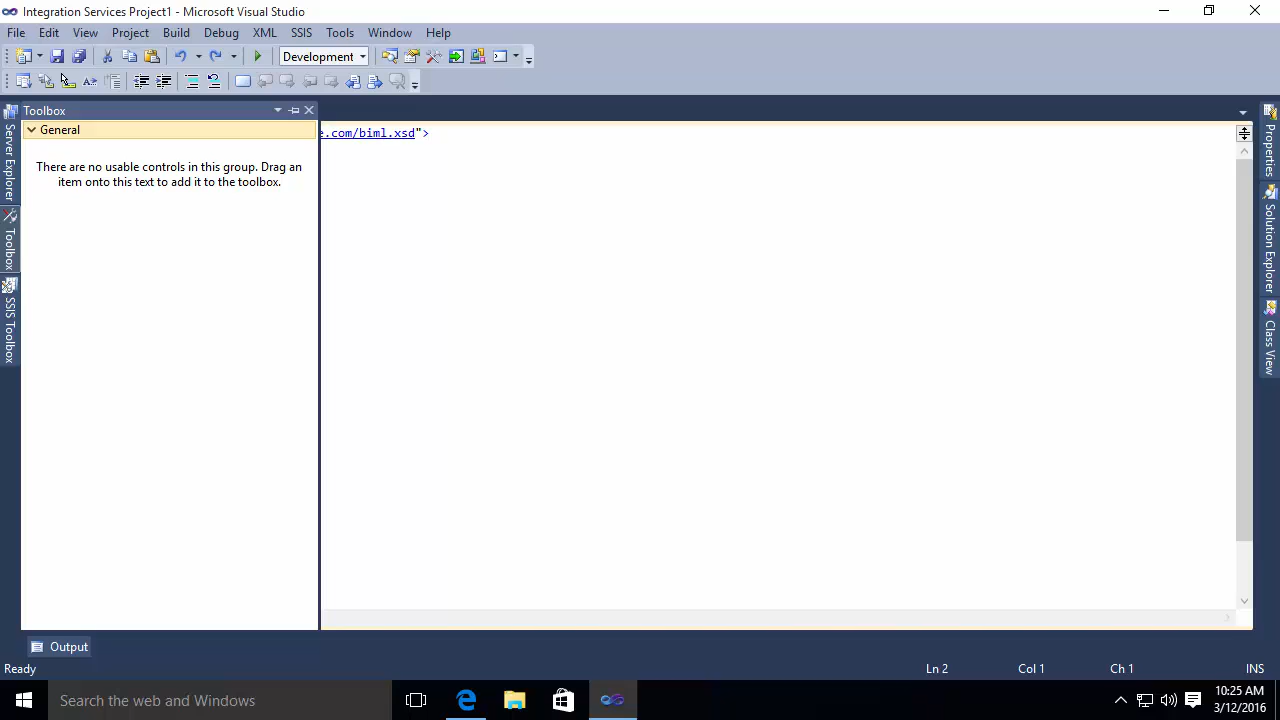 Integration Services Project1 - Microsoft Visual Studio
File Edit View Project Build Debug XML SSIS Tools Window Help
Development
Toolbox
General
There are no usable controls in this group. Drag an
item onto this text to add it to the toolbox.
e.com/biml.xsd">
Server Explorer
Toolbox
SSIS Toolbox
Properties
Solution Explorer
Class View
Output
Ready Ln 2 Col 1 Ch 1 INS
Search the web and Windows
10:25 AM
3/12/2016